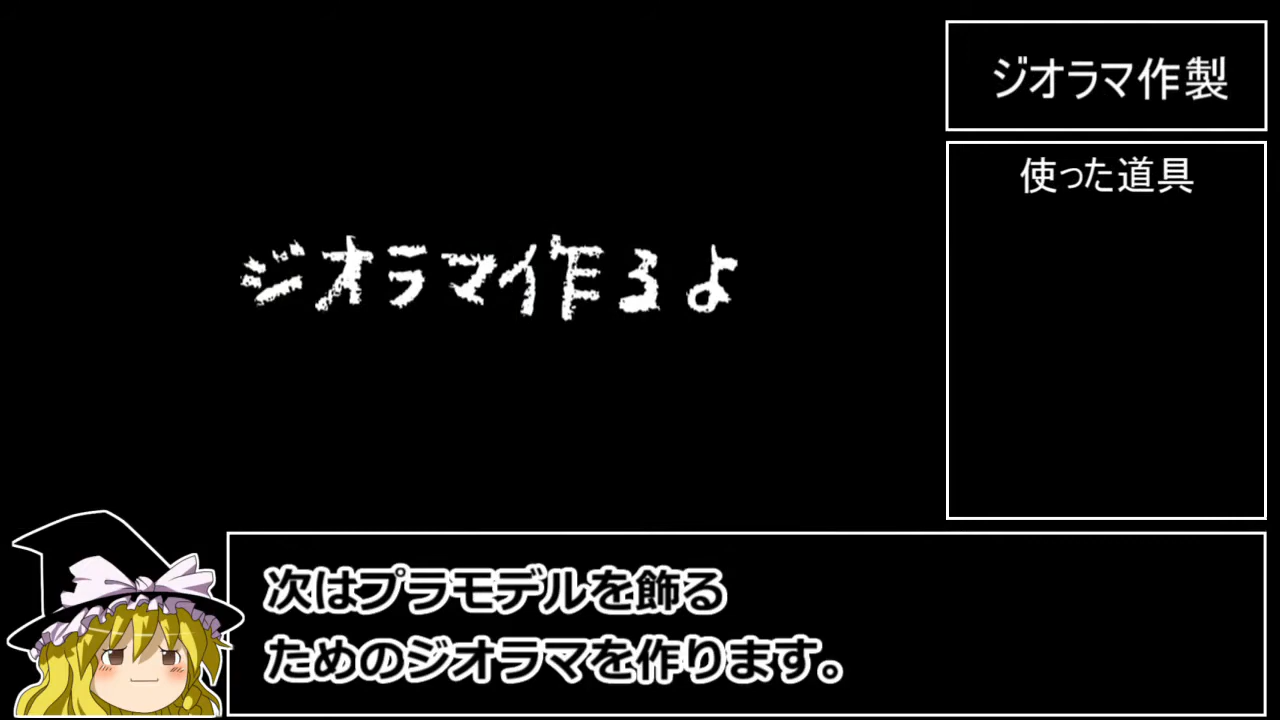 ジオラマ作製
使った道具
ジオラマ作るよ
次はプラモデルを飾る
ためのジオラマを作ります。